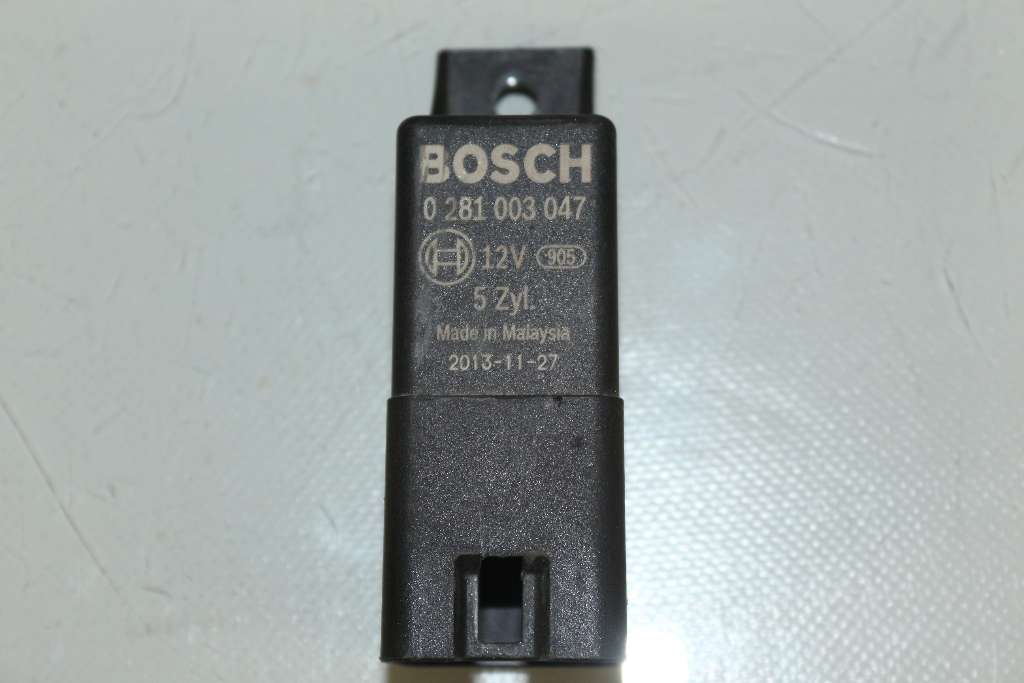 BOSCH
0 281 003 047
12V 905
5 Zyl.
Made in Malaysia
2013-11-27